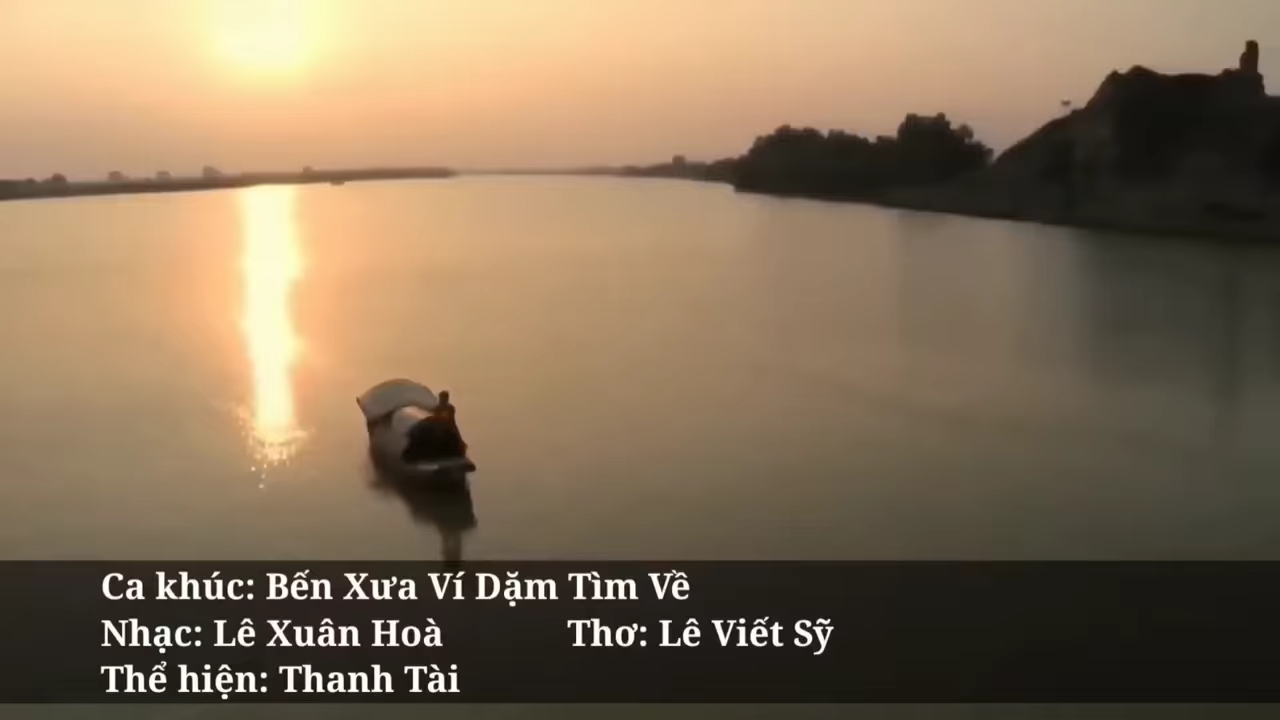 Ca khúc: Bến Xưa Ví Dặm Tìm Về
Nhạc: Lê Xuân Hoà Thơ: Lê Viết Sỹ
Thể hiện: Thanh Tài